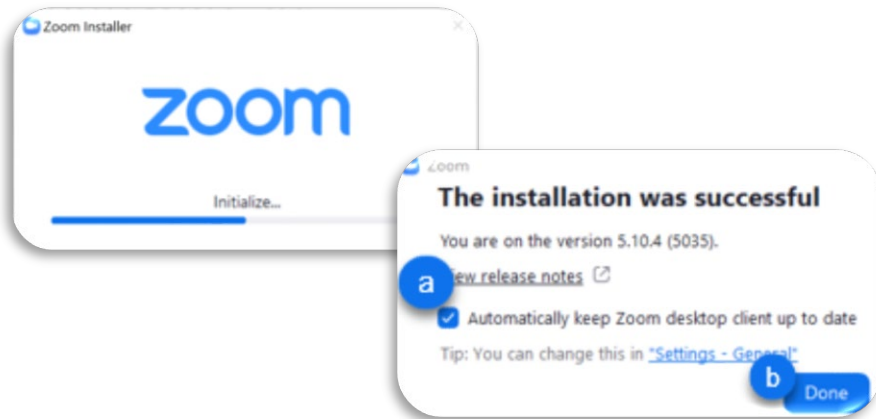 Zoom Installer
zoom
Initialize...
Zoom
The installation was successful
You are on the version 5.10.4 (5035).
a
View release notes
Automatically keep Zoom desktop client up to date
Tip: You can change this in "Settings - General"
b
Done